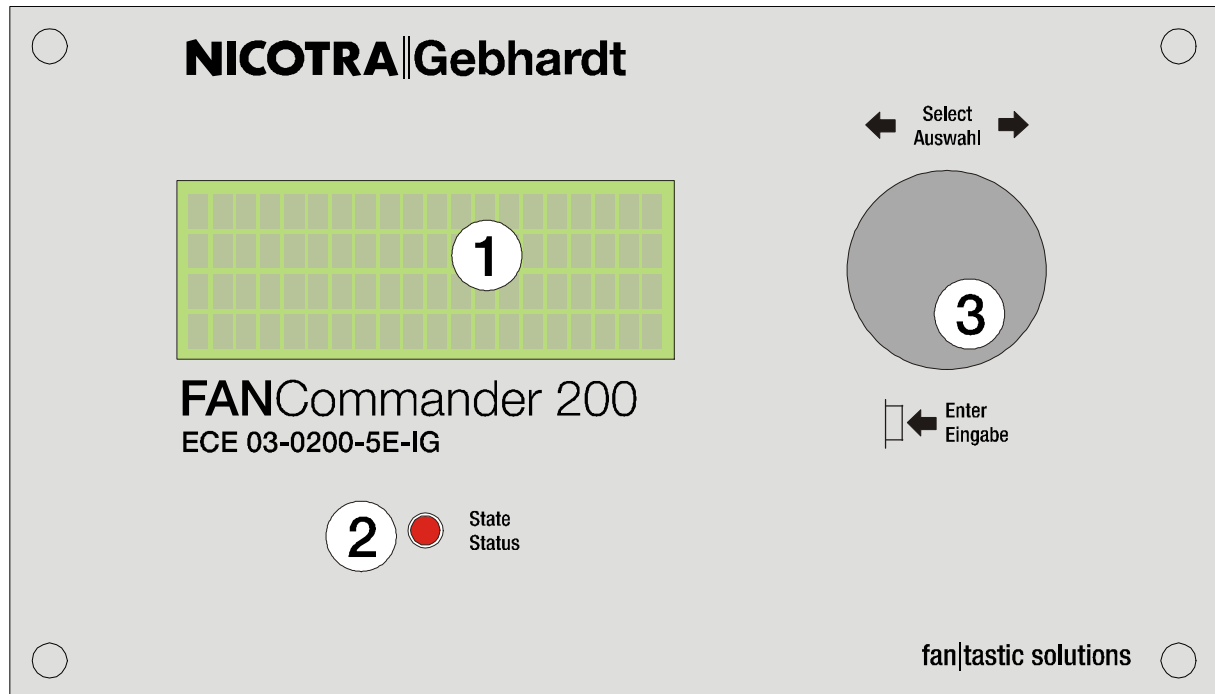 NICOTRA||Gebhardt
Select
Auswahl
1
3
FANCommander 200
ECE 03-0200-5E-IG
Enter
Eingabe
2
State
Status
fan|tastic solutions